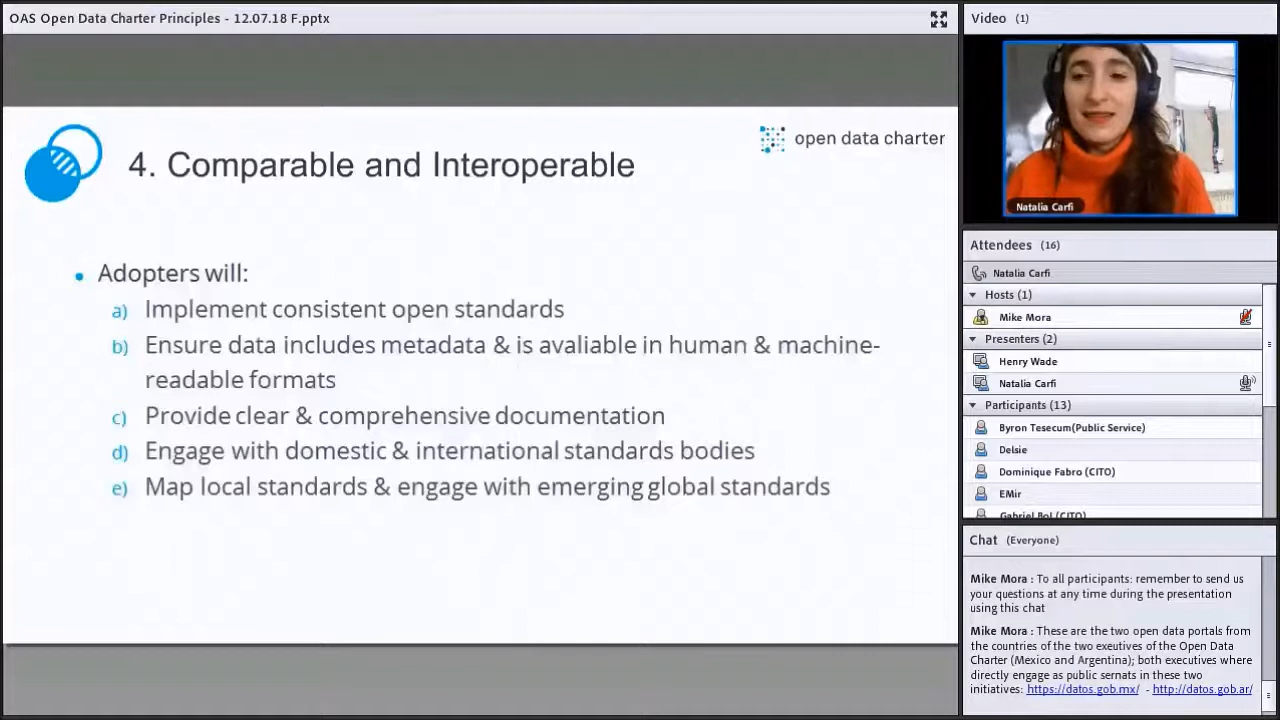 OAS Open Data Charter Principles - 12.07.18 F.pptx
open data charter
4. Comparable and Interoperable
Adopters will:
a) Implement consistent open standards
b) Ensure data includes metadata & is avaliable in human & machine-
readable formats
c) Provide clear & comprehensive documentation
d) Engage with domestic & international standards bodies
e) Map local standards & engage with emerging global standards
Video (1)
Natalia Carfi
Attendees (16)
Natalia Carfi
Hosts (1)
Mike Mora
Presenters (2)
Henry Wade
Natalia Carfi
Participants (13)
Byron Tesecum(Public Service)
Delsie
Dominique Fabro (CITO)
EMir
Gabriel Bol (CITO)
Chat (Everyone)
Mike Mora : To all participants: remember to send us
your questions at any time during the presentation
using this chat
Mike Mora : These are the two open data portals from
the countries of the two exeutives of the Open Data
Charter (Mexico and Argentina); both executives where
directly engage as public sernats in these two
initiatives: https://datos.gob.mx/ - http://datos.gob.ar/